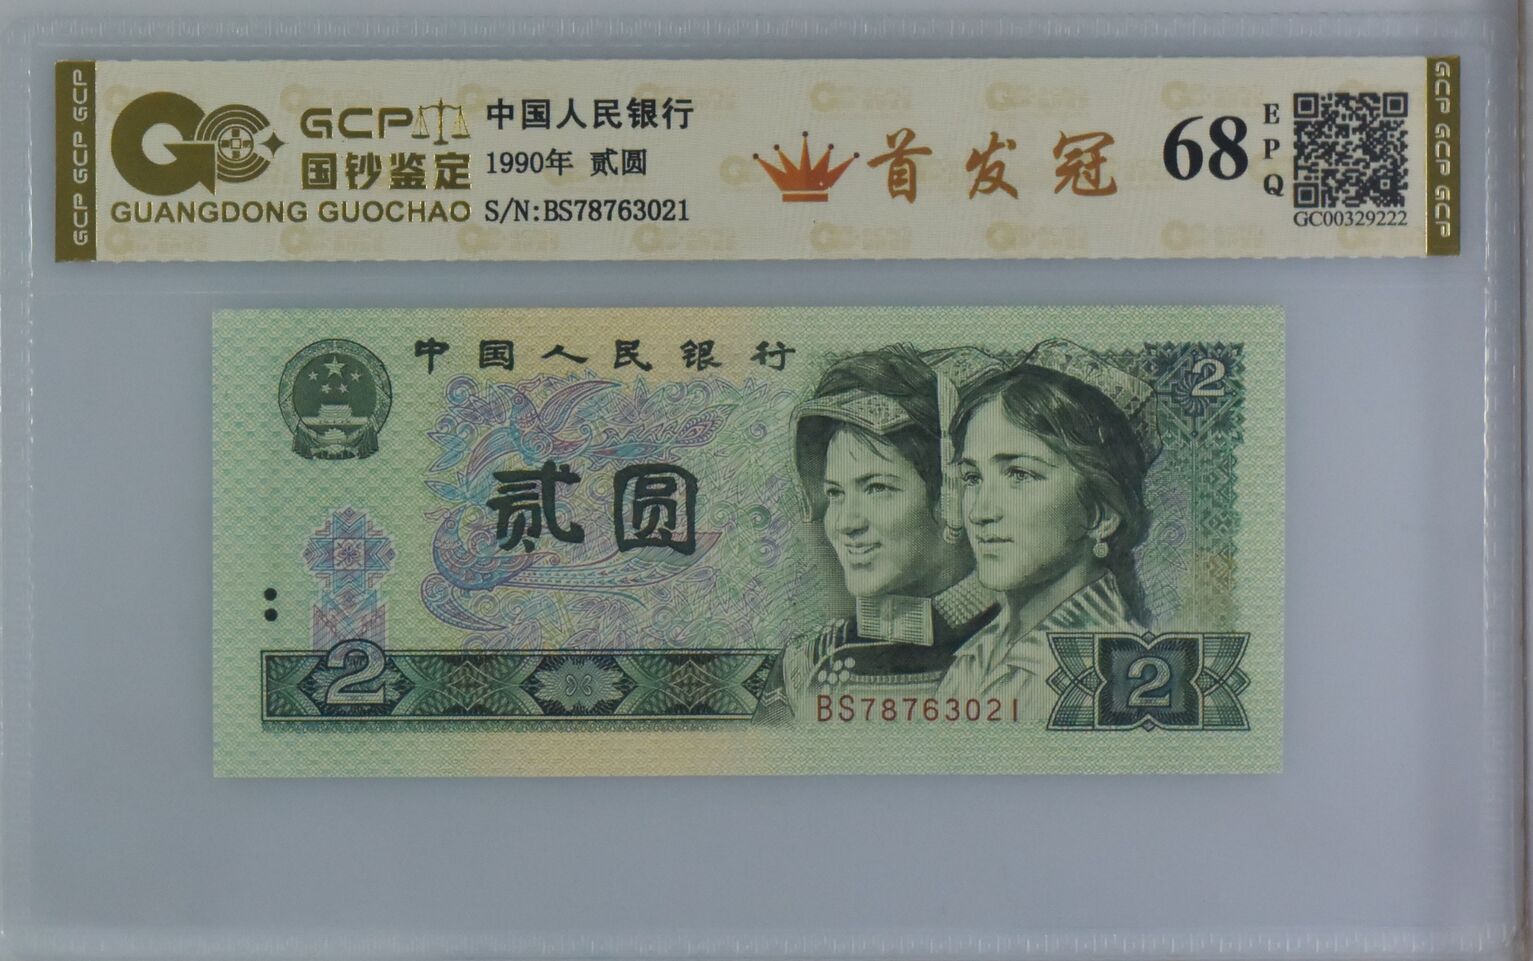 GCP
国钞鉴定
GUANGDONG GUOCHAO
中国人民银行
1990年 贰圆
S/N:BS78763021
首发冠
68
EPQ
GC00329222
GCP GCP GCP
GCP GCP GCP
中国人民银行
2
贰圆
2
BS78763021
2